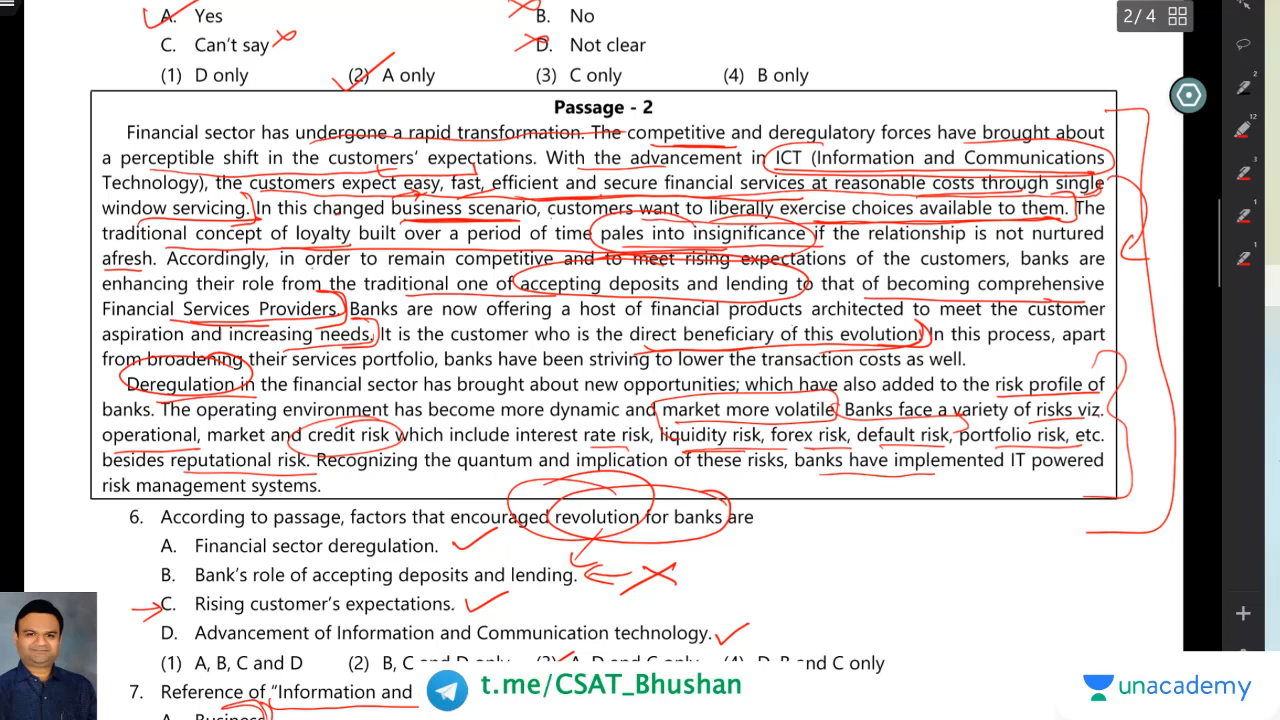 A. Yes B. No
C. Can't say D. Not clear
(1) D only (2) A only (3) C only (4) B only
2/4
Passage - 2
Financial sector has undergone a rapid transformation. The competitive and deregulatory forces have brought about
a perceptible shift in the customers' expectations. With the advancement in ICT (Information and Communications
Technology), the customers expect easy, fast, efficient and secure financial services at reasonable costs through single
window servicing. In this changed business scenario, customers want to liberally exercise choices available to them. The
traditional concept of loyalty built over a period of time pales into insignificance if the relationship is not nurtured
afresh. Accordingly, in order to remain competitive and to meet rising expectations of the customers, banks are
enhancing their role from the traditional one of accepting deposits and lending to that of becoming comprehensive
Financial Services Providers. Banks are now offering a host of financial products architected to meet the customer
aspiration and increasing needs. It is the customer who is the direct beneficiary of this evolution. In this process, apart
from broadening their services portfolio, banks have been striving to lower the transaction costs as well.
Deregulation in the financial sector has brought about new opportunities; which have also added to the risk profile of
banks. The operating environment has become more dynamic and market more volatile. Banks face a variety of risks viz.
operational, market and credit risk which include interest rate risk, liquidity risk, forex risk, default risk, portfolio risk, etc.
besides reputational risk. Recognizing the quantum and implication of these risks, banks have implemented IT powered
risk management systems.
6. According to passage, factors that encouraged revolution for banks are
A. Financial sector deregulation.
B. Bank's role of accepting deposits and lending.
C. Rising customer's expectations.
D. Advancement of Information and Communication technology.
(1) A, B, C and D (2) B, C and D only (3) A, D and C only (4) D, B and C only
7. Reference of "Information and
A. Business
t.me/CSAT_Bhushan
unacademy